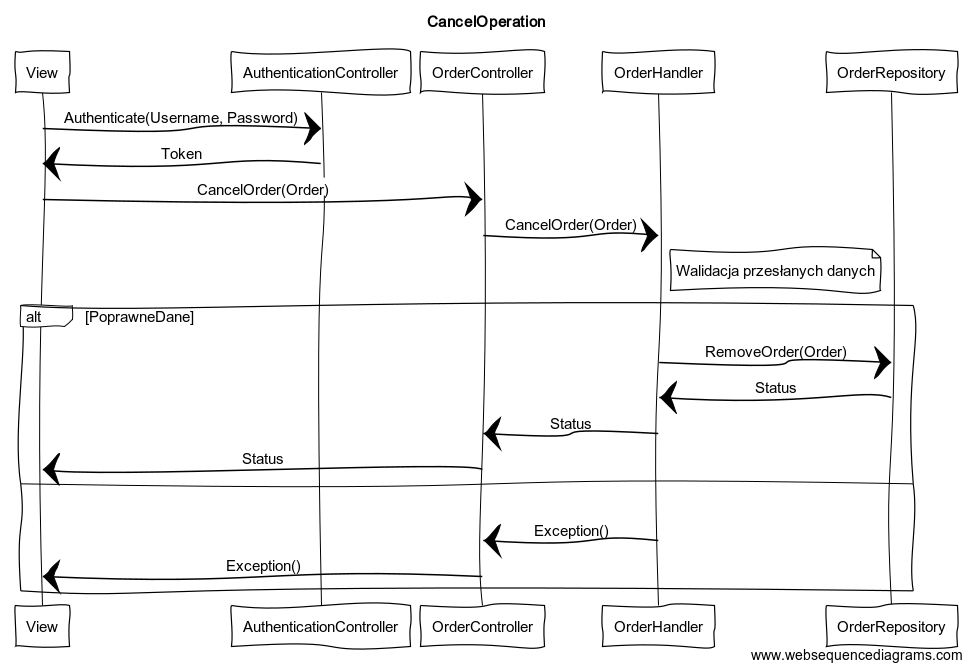 CancelOperation
View
AuthenticationController
OrderController
OrderHandler
OrderRepository
Authenticate(Username, Password)
Token
CancelOrder(Order)
CancelOrder(Order)
Walidacja przesłanych danych
alt
[PoprawneDane]
RemoveOrder(Order)
Status
Status
Status
Exception()
Exception()
View
AuthenticationController
OrderController
OrderHandler
OrderRepository
www.websequencediagrams.com